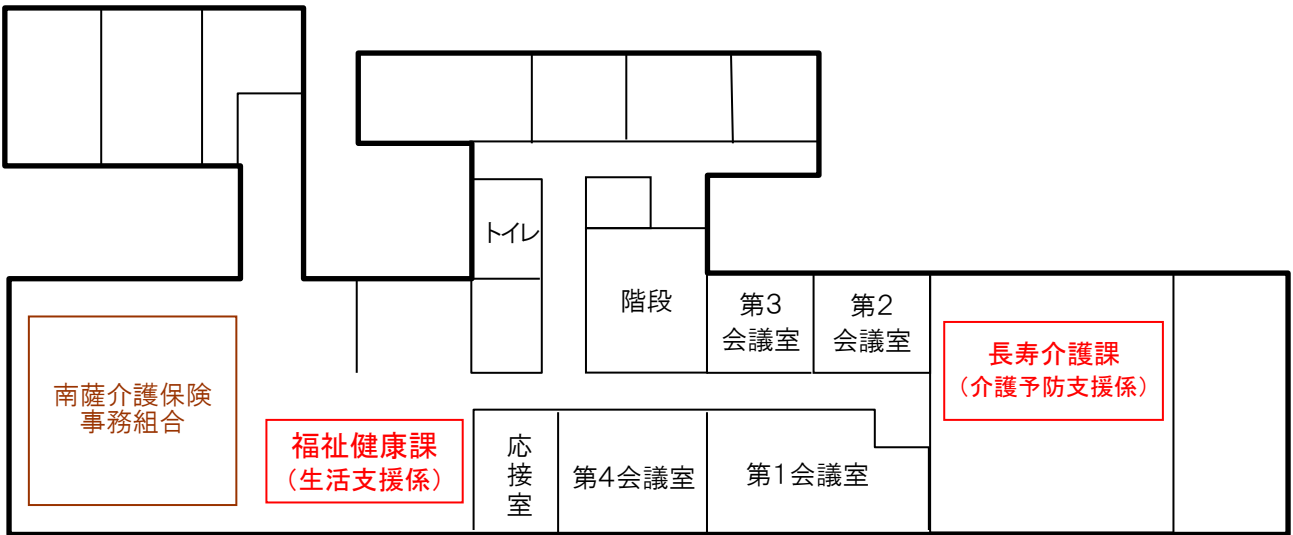 トイレ
階段
第3
会議室
第2
会議室
長寿介護課
（介護予防支援係）
南薩介護保険
事務組合
福祉健康課
（生活支援係）
応
接
室
第4会議室
第1会議室